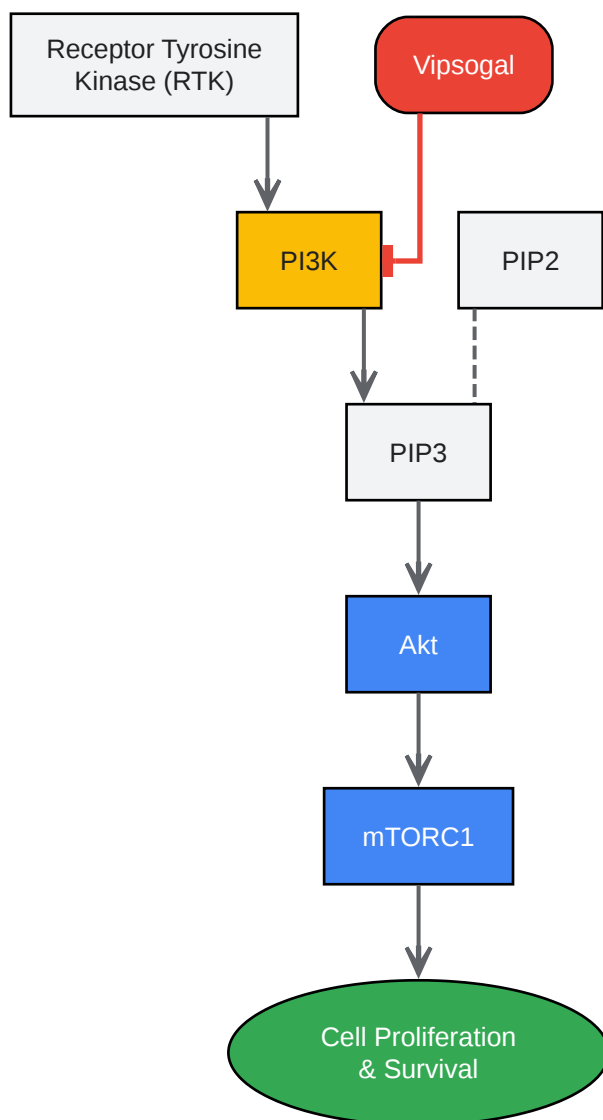 Receptor Tyrosine
Kinase (RTK)
Vipsogal
PI3K
PIP2
PIP3
Akt
mTORC1
Cell Proliferation
& Survival